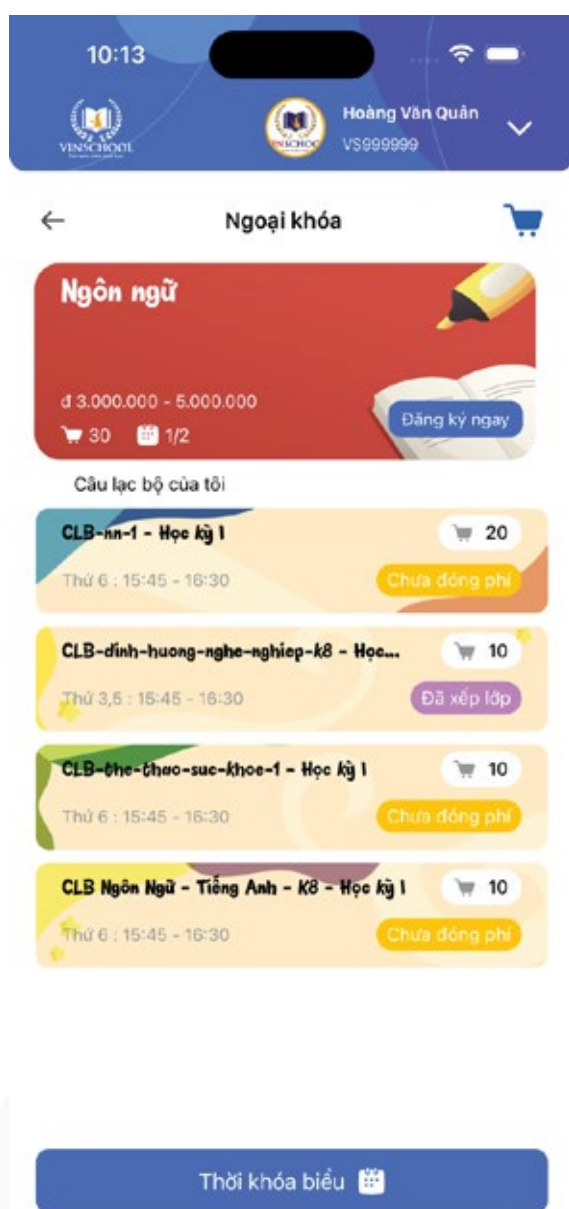 10:13
VINSCHOOL
Hoàng Văn Quân
VS999999
Ngoại khóa
Ngôn ngữ
đ 3.000.000 - 5.000.000
30 1/2
Đăng ký ngay
Câu lạc bộ của tôi
CLB-nn-1 - Học kỳ 1 20
Thứ 6 : 15:45 - 16:30 Chưa đóng phí
CLB-dinh-huong-nghe-nghiep-k8 - Học... 10
Thứ 3,5 : 15:45 - 16:30 Đã xếp lớp
CLB-the-thao-suc-khoe-1 - Học kỳ 1 10
Thứ 6 : 15:45 - 16:30 Chưa đóng phí
CLB Ngôn Ngữ - Tiếng Anh - K8 - Học kỳ 1 10
Thứ 6 : 15:45 - 16:30 Chưa đóng phí
Thời khóa biểu